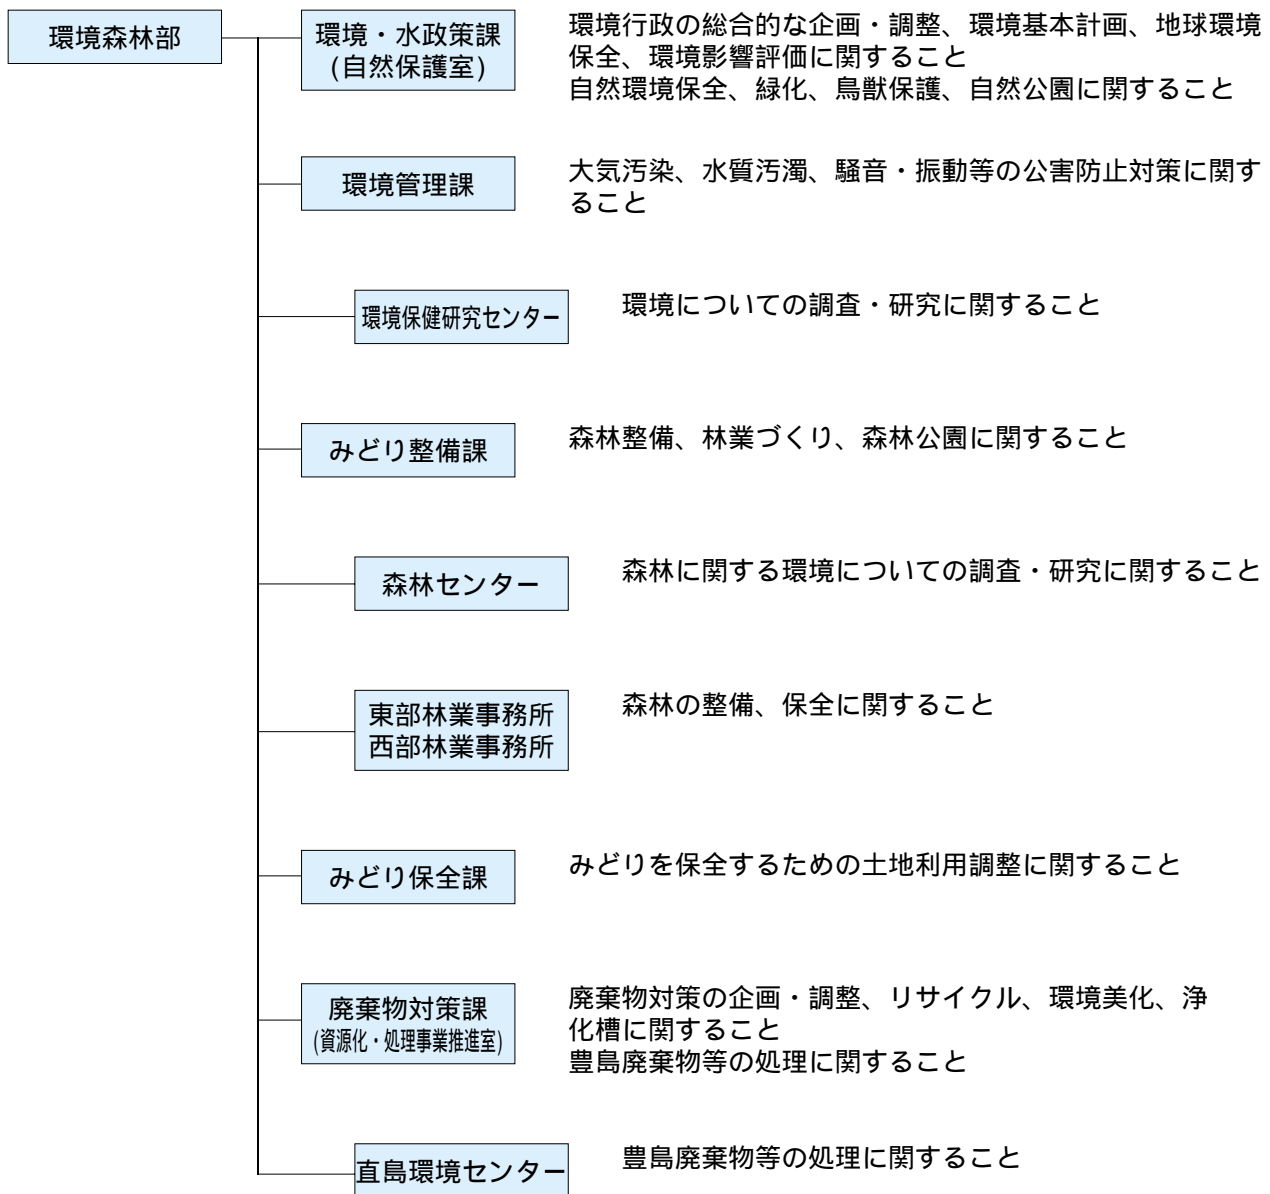 環境森林部
環境・水政策課
(自然保護室)
環境行政の総合的な企画・調整、環境基本計画、地球環境
保全、環境影響評価に関すること
自然環境保全、緑化、鳥獣保護、自然公園に関すること
環境管理課
大気汚染、水質汚濁、騒音・振動等の公害防止対策に関す
ること
環境保健研究センター
環境についての調査・研究に関すること
みどり整備課
森林整備、林業づくり、森林公園に関すること
森林センター
森林に関する環境についての調査・研究に関すること
東部林業事務所
西部林業事務所
森林の整備、保全に関すること
みどり保全課
みどりを保全するための土地利用調整に関すること
廃棄物対策課
(資源化・処理事業推進室)
廃棄物対策の企画・調整、リサイクル、環境美化、浄
化槽に関すること
豊島廃棄物等の処理に関すること
直島環境センター
豊島廃棄物等の処理に関すること